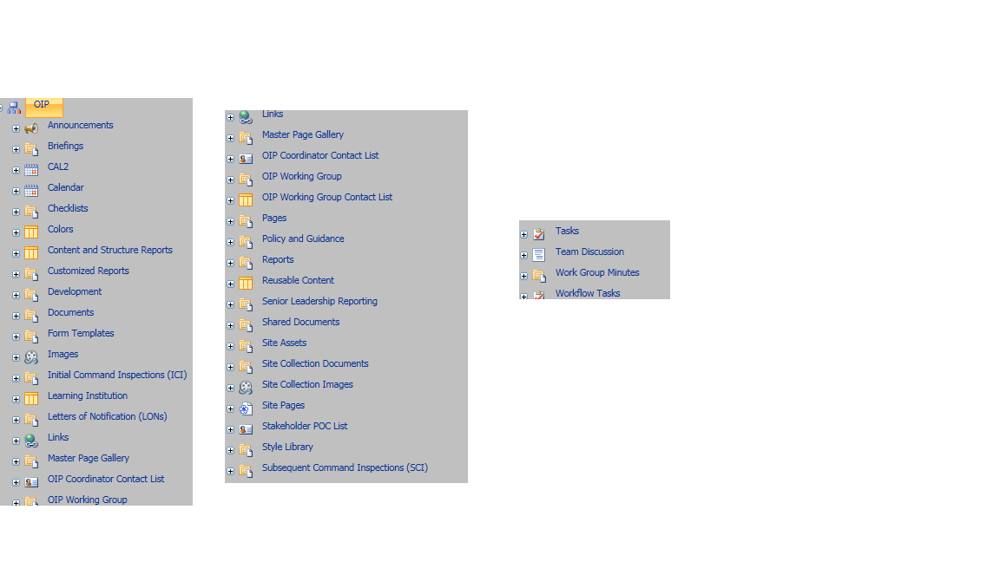 OIP
Announcements
Briefings
CAL2
Calendar
Checklists
Colors
Content and Structure Reports
Customized Reports
Development
Documents
Form Templates
Images
Initial Command Inspections (ICI)
Learning Institution
Letters of Notification (LONs)
Links
Master Page Gallery
OIP Coordinator Contact List
OIP Working Group
Links
Master Page Gallery
OIP Coordinator Contact List
OIP Working Group
OIP Working Group Contact List
Pages
Policy and Guidance
Reports
Reusable Content
Senior Leadership Reporting
Shared Documents
Site Assets
Site Collection Documents
Site Collection Images
Site Pages
Stakeholder POC List
Style Library
Subsequent Command Inspections (SCI)
Tasks
Team Discussion
Work Group Minutes
Workflow Tasks